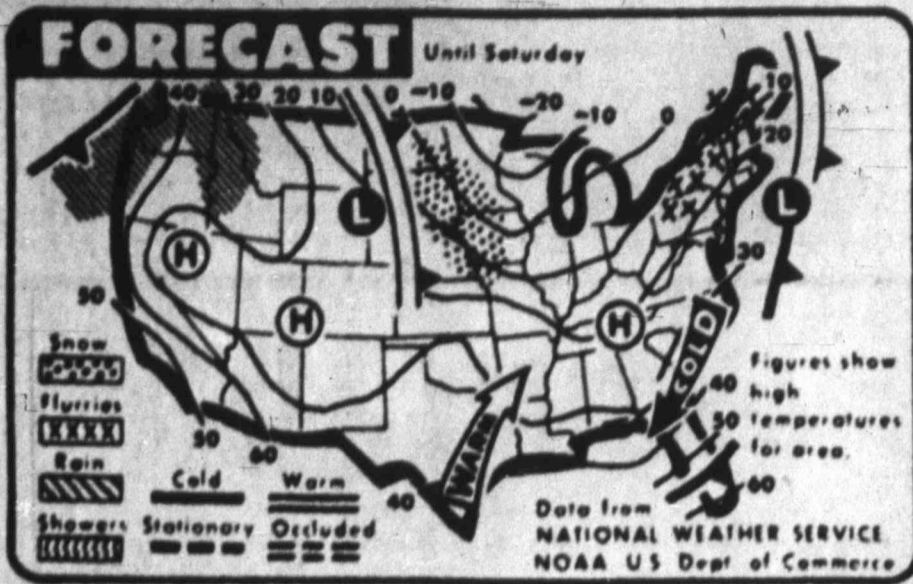 FORECAST Until Saturday
40 30 20 10 0 -10 -20 -10 0 10
20
L L
H
30
H H
50
COLD
Snow
Flurries
Rain
Showers
50
60
Cold Warm
Stationary Occluded
40
WARM
40
50
60
Figures show
high
temperatures
for area.
Data from
NATIONAL WEATHER SERVICE
NOAA US Dept of Commerce